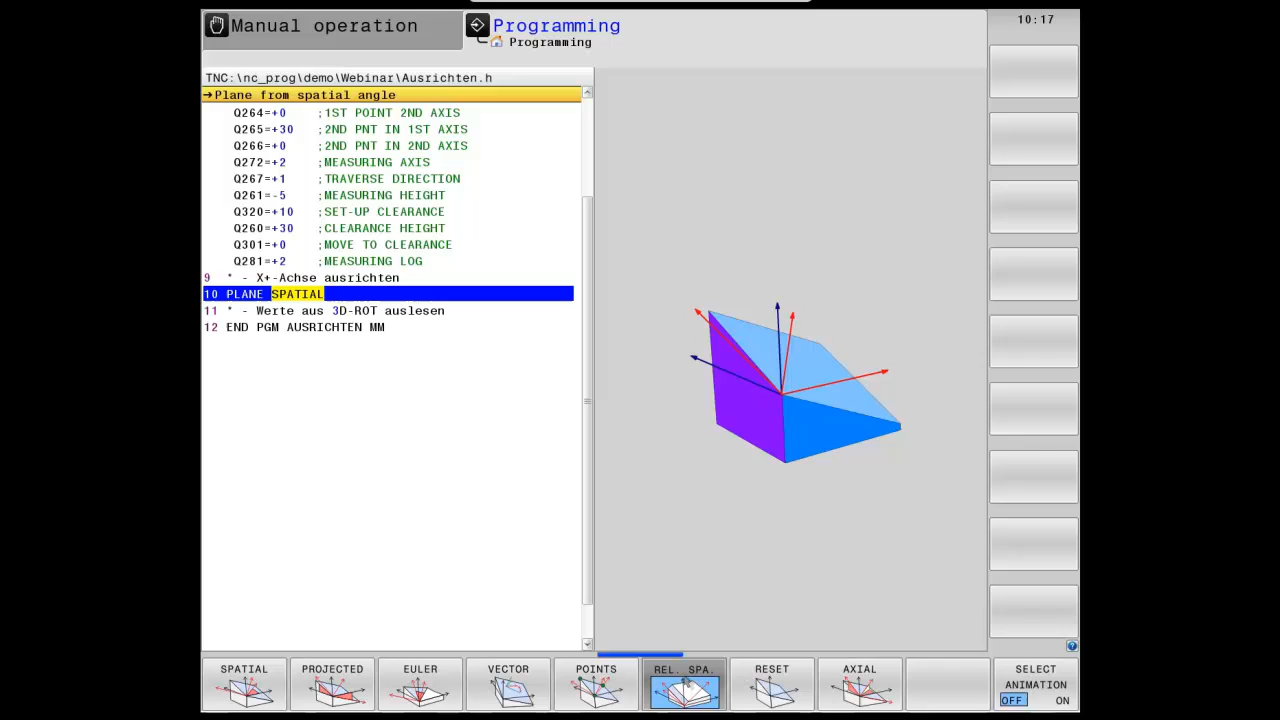 Manual operation
Programming
Programming
10:17
TNC:\nc_prog\demo\Webinar\Ausrichten.h
→Plane from spatial angle
Q264=+0 ;1ST POINT 2ND AXIS
Q265=+30 ;2ND PNT IN 1ST AXIS
Q266=+0 ;2ND PNT IN 2ND AXIS
Q272=+2 ;MEASURING AXIS
Q267=+1 ;TRAVERSE DIRECTION
Q261=-5 ;MEASURING HEIGHT
Q320=+10 ;SET-UP CLEARANCE
Q260=+30 ;CLEARANCE HEIGHT
Q301=+0 ;MOVE TO CLEARANCE
Q281=+2 ;MEASURING LOG
9 * - X+-Achse ausrichten
10 PLANE SPATIAL
11 * - Werte aus 3D-ROT auslesen
12 END PGM AUSRICHTEN MM
SPATIAL
PROJECTED
EULER
VECTOR
POINTS
REL. SPA.
RESET
AXIAL
SELECT
ANIMATION
OFF ON